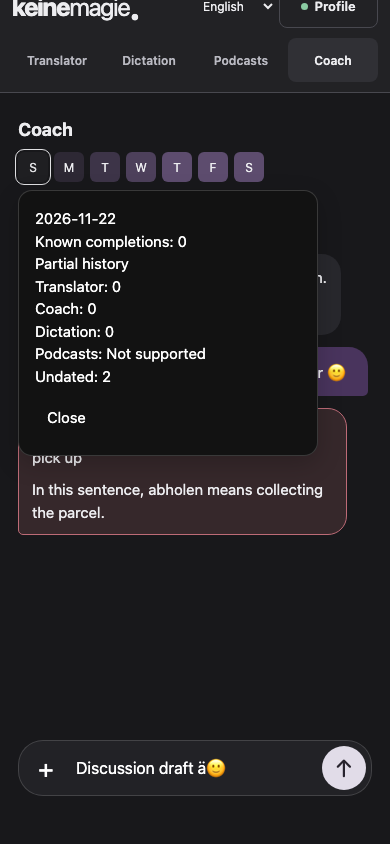 keinemagie.
English
Profile
Translator
Dictation
Podcasts
Coach
Coach
S
M
T
W
T
F
S
2026-11-22
Known completions: 0
Partial history
Translator: 0
Coach: 0
Dictation: 0
Podcasts: Not supported
Undated: 2
Close
n.
r 🙂
pick up
In this sentence, abholen means collecting
the parcel.
+
Discussion draft ä🙂